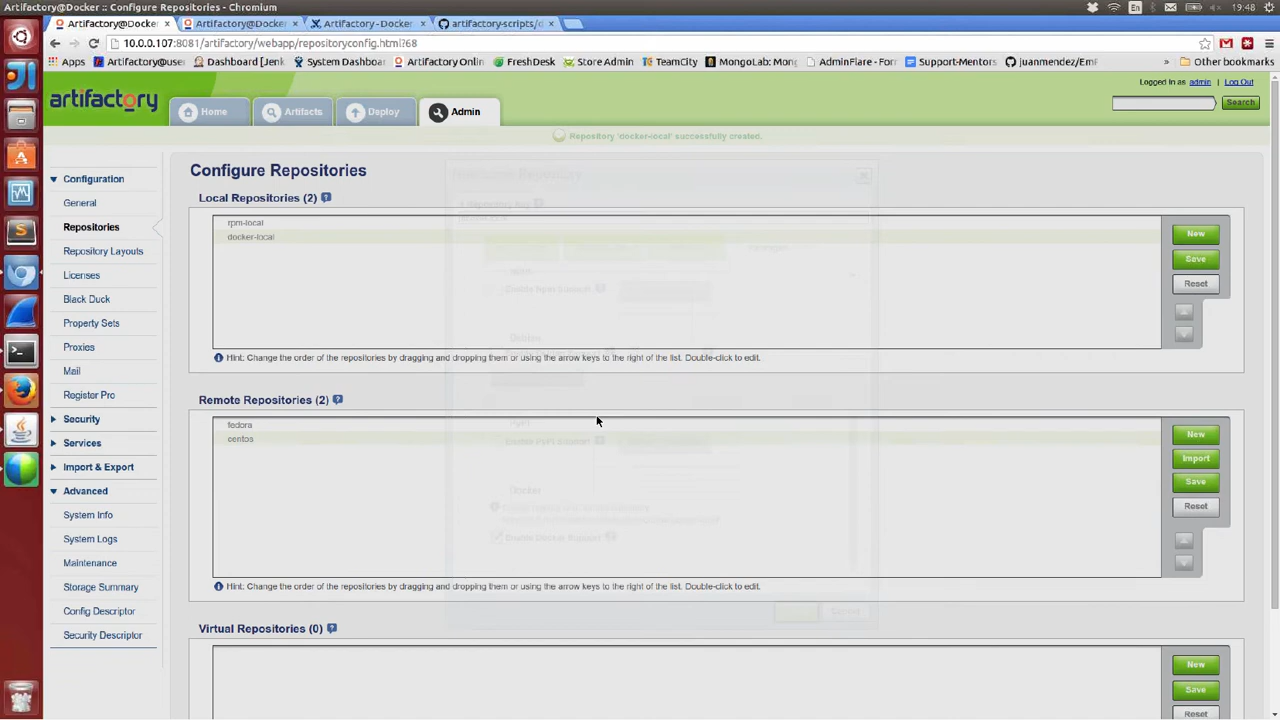 Artifactory@Docker :: Configure Repositories - Chromium
En
19:48
Artifactory@Docker ×
Artifactory@Docker ×
Artifactory - Docker ×
artifactory-scripts/d ×
10.0.0.107:8081/artifactory/webapp/repositoryconfig.html?68
Apps
Artifactory@use
Dashboard [Jenk
System Dashboa
Artifactory Onlin
FreshDesk
Store Admin
TeamCity
MongoLab: Mong
AdminFlare - For
Support-Mentors
juanmendez/Em
»
Other bookmarks
Logged in as admin | Log Out
artifactory
Home
Artifacts
Deploy
Admin
Search
Repository 'docker-local' successfully created.
Configuration
General
Repositories
Repository Layouts
Licenses
Black Duck
Property Sets
Proxies
Mail
Register Pro
Security
Services
Import & Export
Advanced
System Info
System Logs
Maintenance
Storage Summary
Config Descriptor
Security Descriptor
Configure Repositories
Local Repositories (2) ?
rpm-local
docker-local
New
Save
Reset
Hint: Change the order of the repositories by dragging and dropping them or using the arrow keys to the right of the list. Double-click to edit.
Remote Repositories (2) ?
fedora
centos
New
Import
Save
Reset
Docker
Enable Docker Support
Hint: Change the order of the repositories by dragging and dropping them or using the arrow keys to the right of the list. Double-click to edit.
Virtual Repositories (0) ?
New
Save
Reset